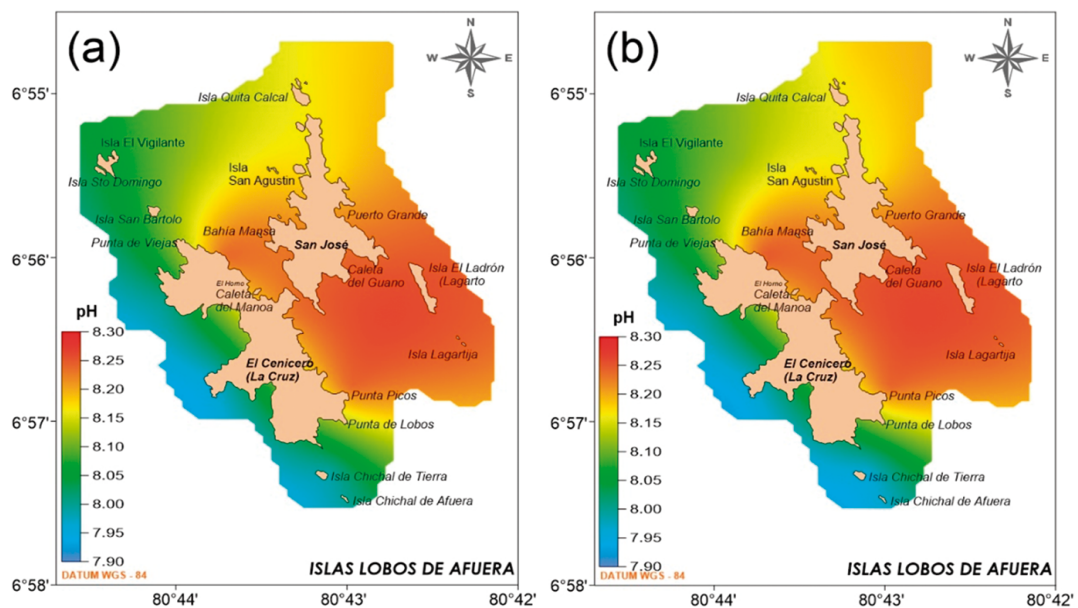 (a)
N
W E
S
6°55'
6°56'
6°57'
6°58'
Isla Quita Calcal
Isla El Vigilante
Isla
San Agustin
Isla Sto Domingo
Isla San Bartolo
Puerto Grande
Bahía Mansa
Punta de Viejas
San José
Caleta
del Guano
Isla El Ladrón
(Lagarto
El Horno
Caleta
del Manoa
pH
8.30
8.25
8.20
8.15
8.10
8.05
8.00
7.95
7.90
Isla Lagartija
El Cenicero
(La Cruz)
Punta Picos
Punta de Lobos
Isla Chichal de Tierra
Isla Chichal de Afuera
ISLAS LOBOS DE AFUERA
DATUM WGS - 84
80°44'
80°43'
80°42'
(b)
N
W E
S
6°55'
6°56'
6°57'
6°58'
Isla Quita Calcal
Isla El Vigilante
Isla
San Agustin
Isla Sto Domingo
Isla San Bartolo
Puerto Grande
Bahía Mansa
Punta de Viejas
San José
Caleta
del Guano
Isla El Ladrón
(Lagarto
El Horno
Caleta
del Manoa
pH
8.30
8.25
8.20
8.15
8.10
8.05
8.00
7.95
7.90
Isla Lagartija
El Cenicero
(La Cruz)
Punta Picos
Punta de Lobos
Isla Chichal de Tierra
Isla Chichal de Afuera
ISLAS LOBOS DE AFUERA
DATUM WGS - 84
80°44'
80°43'
80°42'